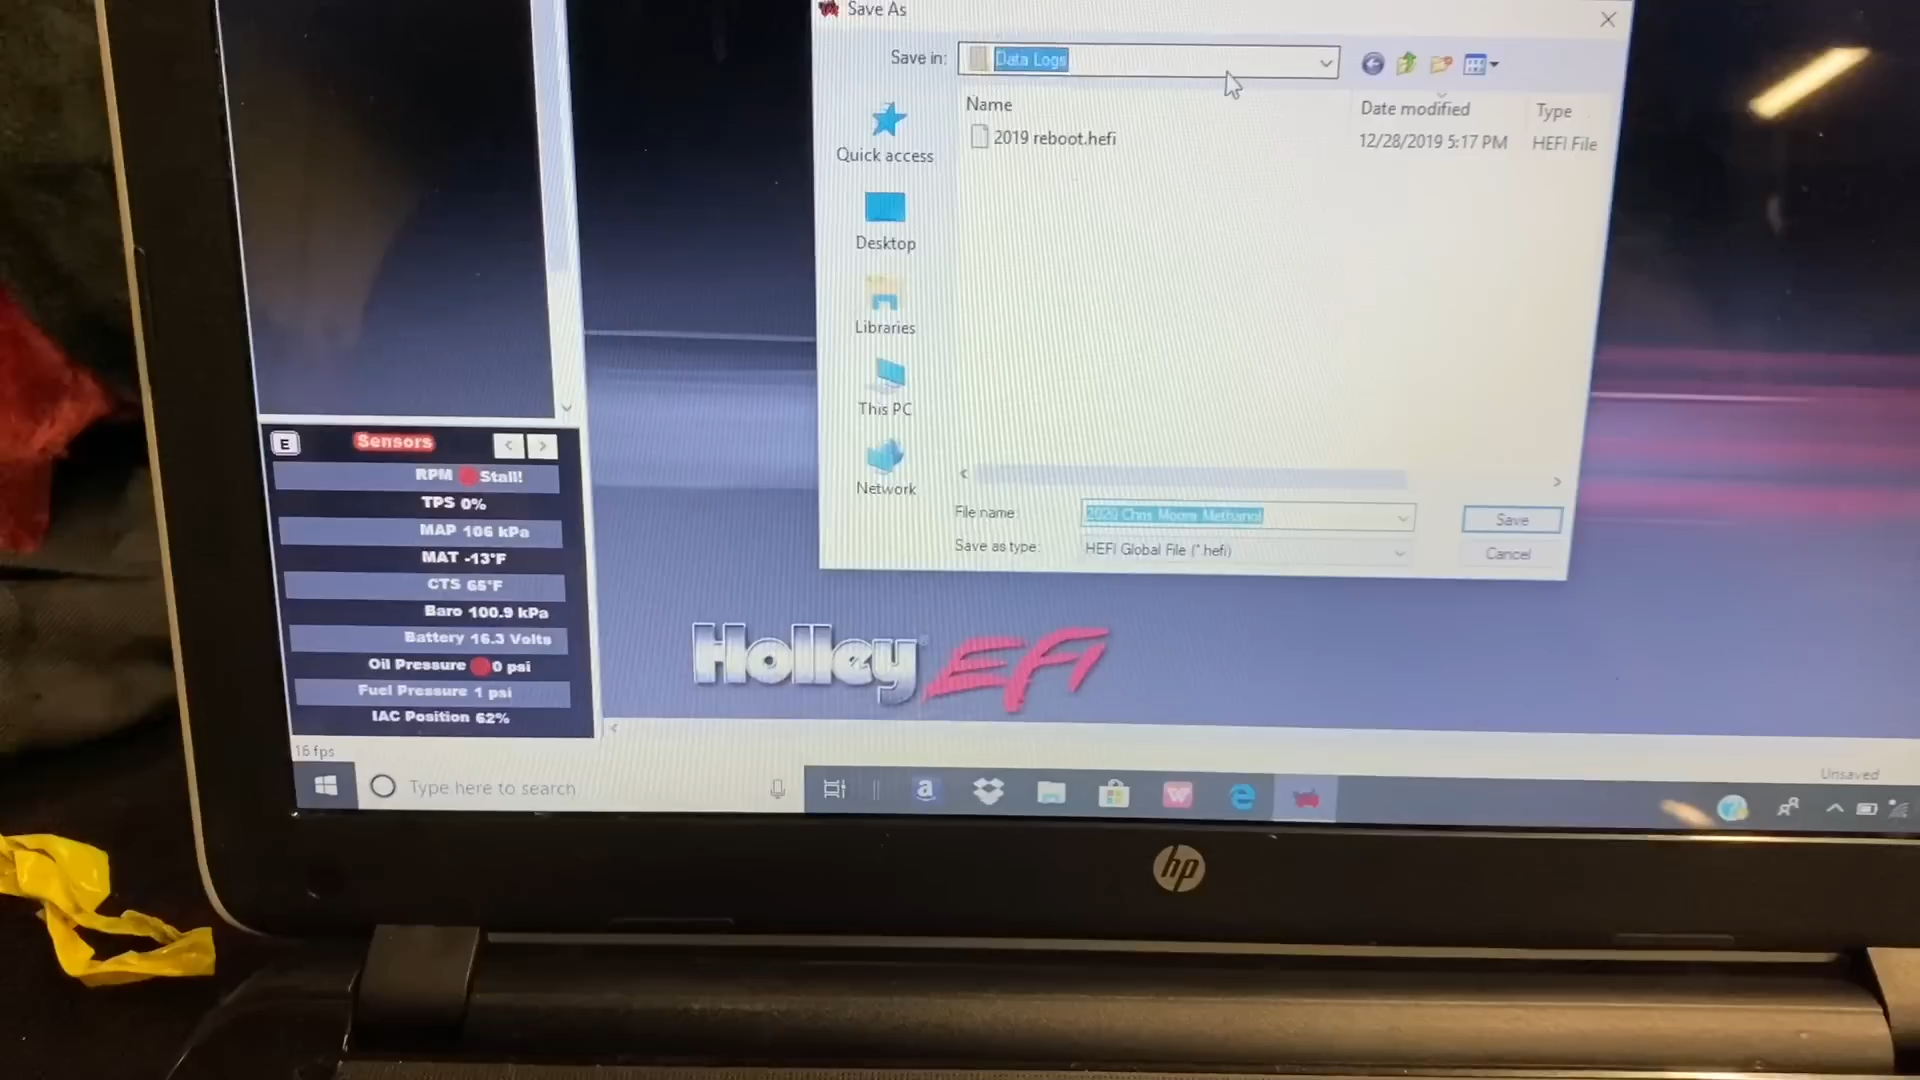 Save As
Save in: Data Logs
Name Date modified Type
2019 reboot.hefi 12/28/2019 5:17 PM HEFI File
Quick access
Desktop
Libraries
This PC
Network
File name: 2020 Chris Moore Methanol
Save
Save as type: HEFI Global File (*.hefi)
Cancel
E Sensors < >
RPM Stall!
TPS 0%
MAP 106 kPa
MAT -13°F
CTS 65°F
Baro 100.9 kPa
Battery 16.3 Volts
Oil Pressure 0 psi
Fuel Pressure 1 psi
IAC Position 62%
Holley EFI
16 fps
Unsaved
Type here to search
hp